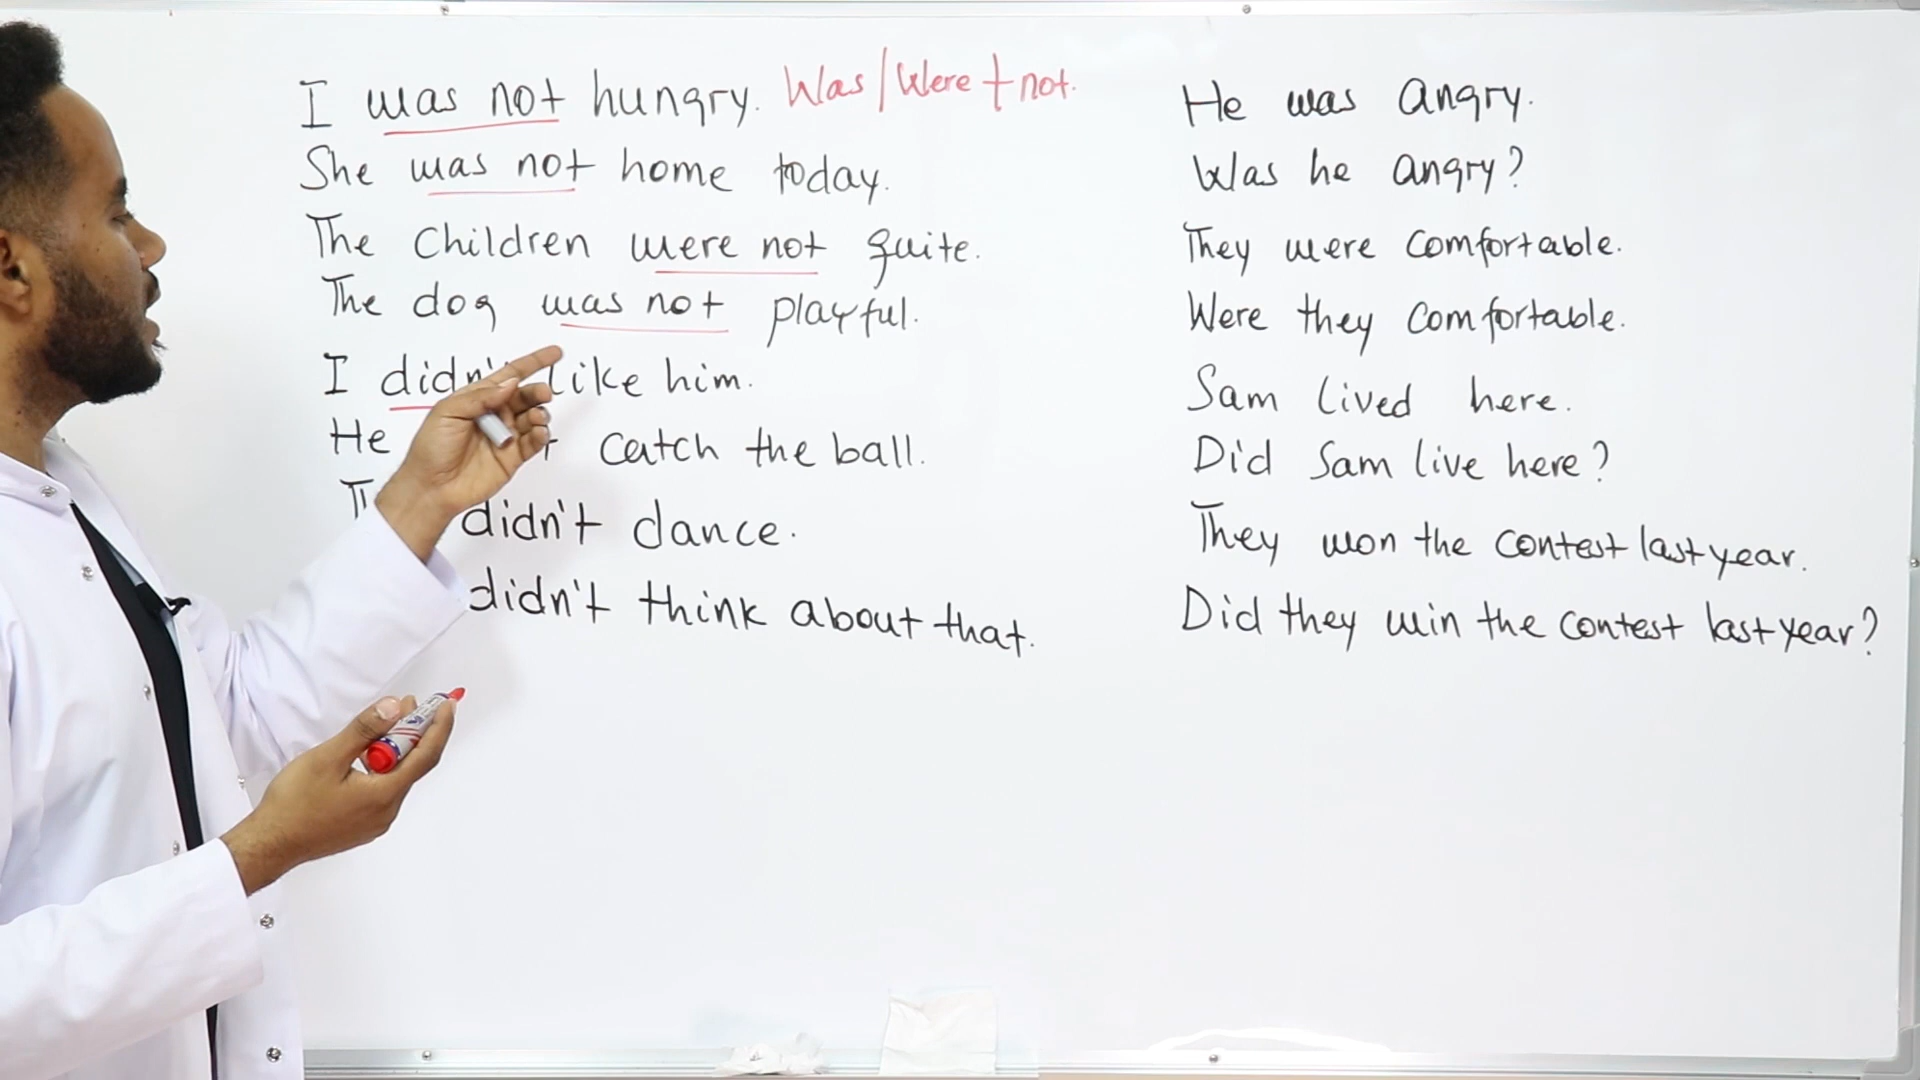 I was not hungry. Was/Were + not.
She was not home today.
The Children were not quite.
The dog was not playful.
I didn't like him.
He catch the ball.
didn't dance.
didn't think about that.
He was angry.
Was he angry?
They were comfortable.
Were they comfortable.
Sam lived here.
Did Sam live here?
They won the contest last year.
Did they win the contest last year?